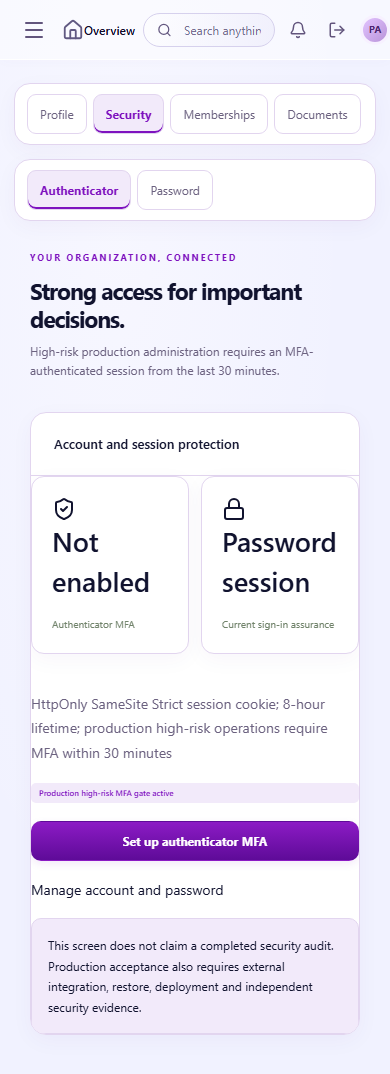 Overview
Search anythin
PA
Profile
Security
Memberships
Documents
Authenticator
Password
YOUR ORGANIZATION, CONNECTED
Strong access for important
decisions.
High-risk production administration requires an MFA-
authenticated session from the last 30 minutes.
Account and session protection
Not
enabled
Authenticator MFA
Password
session
Current sign-in assurance
HttpOnly SameSite Strict session cookie; 8-hour
lifetime; production high-risk operations require
MFA within 30 minutes
Production high-risk MFA gate active
Set up authenticator MFA
Manage account and password
This screen does not claim a completed security audit.
Production acceptance also requires external
integration, restore, deployment and independent
security evidence.